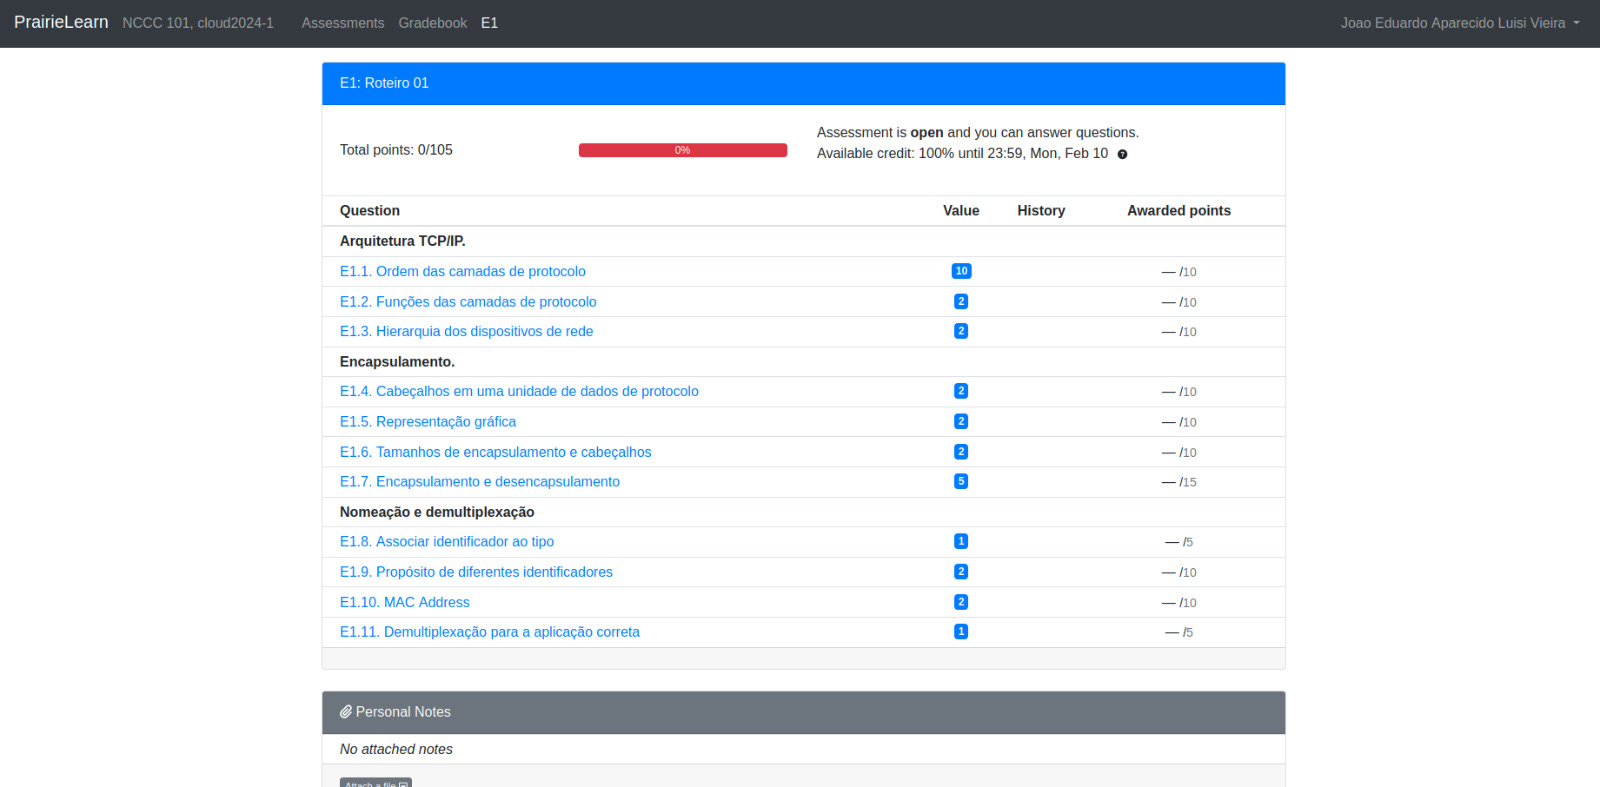 PrairieLearn NCCC 101, cloud2024-1 Assessments Gradebook E1 Joao Eduardo Aparecido Luisi Vieira
E1: Roteiro 01
Total points: 0/105 0% Assessment is open and you can answer questions.
Available credit: 100% until 23:59, Mon, Feb 10 ?
Question Value History Awarded points
Arquitetura TCP/IP.
E1.1. Ordem das camadas de protocolo 10 — /10
E1.2. Funções das camadas de protocolo 2 — /10
E1.3. Hierarquia dos dispositivos de rede 2 — /10
Encapsulamento.
E1.4. Cabeçalhos em uma unidade de dados de protocolo 2 — /10
E1.5. Representação gráfica 2 — /10
E1.6. Tamanhos de encapsulamento e cabeçalhos 2 — /10
E1.7. Encapsulamento e desencapsulamento 5 — /15
Nomeação e demultiplexação
E1.8. Associar identificador ao tipo 1 — /5
E1.9. Propósito de diferentes identificadores 2 — /10
E1.10. MAC Address 2 — /10
E1.11. Demultiplexação para a aplicação correta 1 — /5
Personal Notes
No attached notes
Attach a file